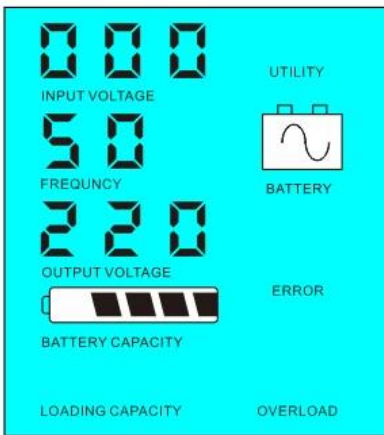 000
UTILITY
INPUT VOLTAGE
50
FREQUNCY
BATTERY
220
OUTPUT VOLTAGE
ERROR
BATTERY CAPACITY
LOADING CAPACITY
OVERLOAD